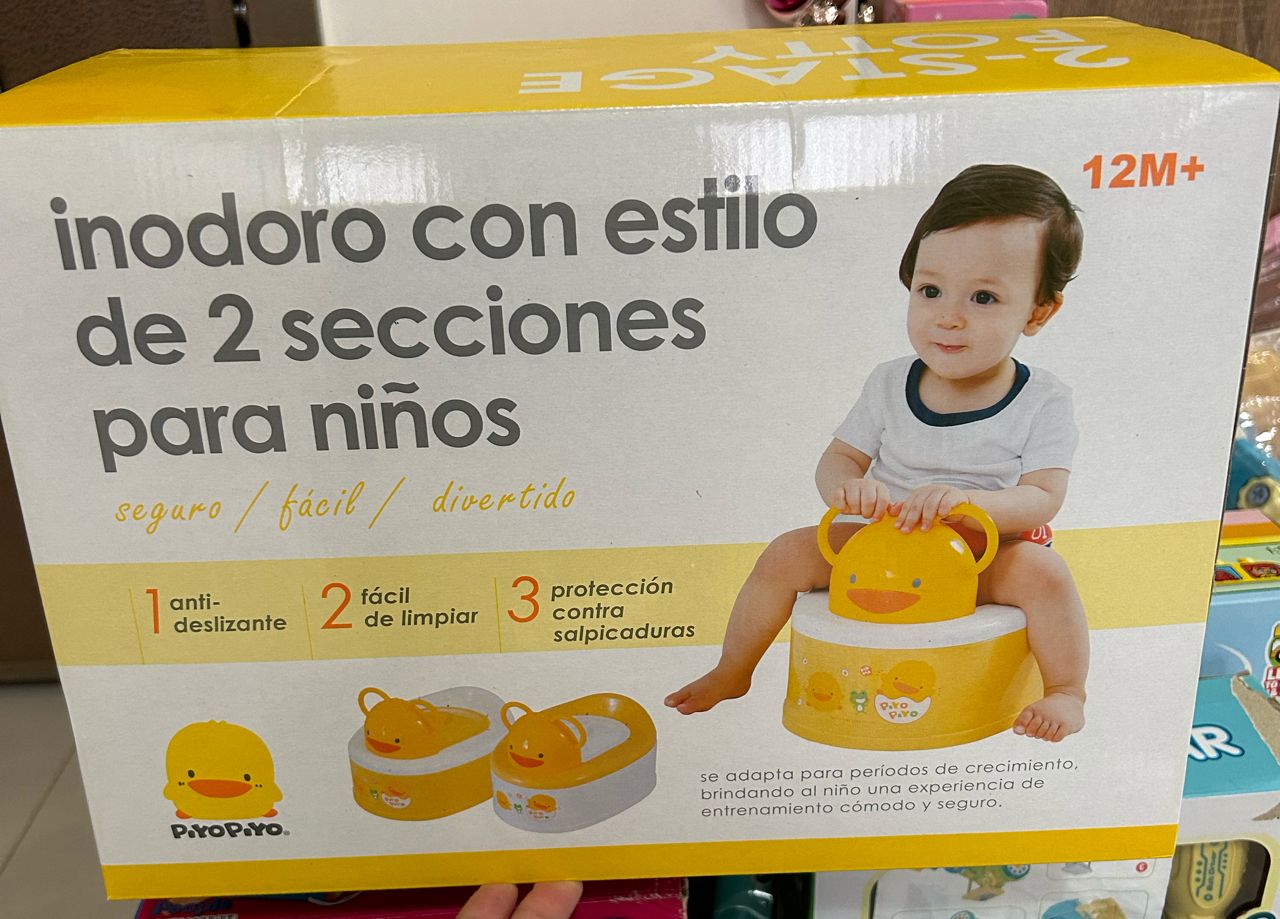 2-STAGE
POTTY
12M+
inodoro con estilo
de 2 secciones
para niños
seguro / fácil / divertido
1 anti-
deslizante
2 fácil
de limpiar
3 protección
contra
salpicaduras
PiYO
PiYO
PiYOPiYO
se adapta para períodos de crecimiento,
brindando al niño una experiencia de
entrenamiento cómodo y seguro.